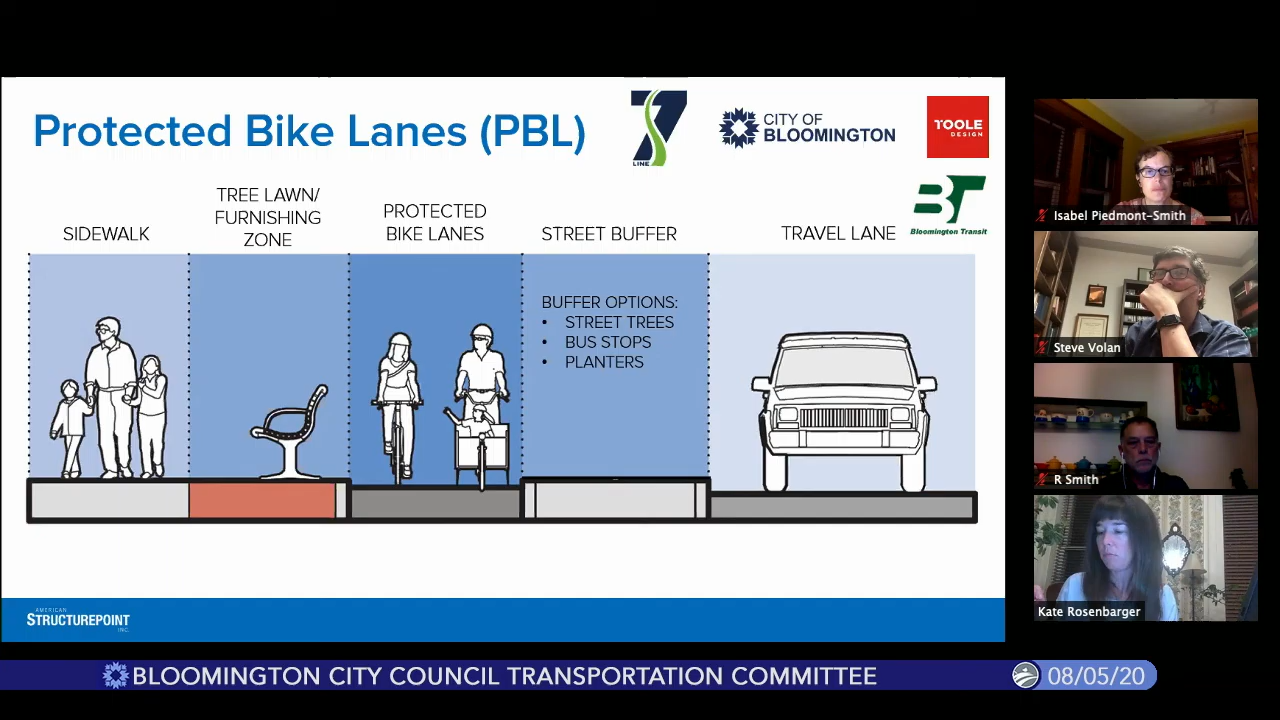 Protected Bike Lanes (PBL)
7
LINE
CITY OF
BLOOMINGTON
TOOLE
DESIGN
BT
Bloomington Transit
SIDEWALK
TREE LAWN/
FURNISHING
ZONE
PROTECTED
BIKE LANES
STREET BUFFER
TRAVEL LANE
BUFFER OPTIONS:
• STREET TREES
• BUS STOPS
• PLANTERS
AMERICAN
STRUCTUREPOINT
INC.
Isabel Piedmont-Smith
Steve Volan
R Smith
Kate Rosenbarger
BLOOMINGTON CITY COUNCIL TRANSPORTATION COMMITTEE
08/05/20